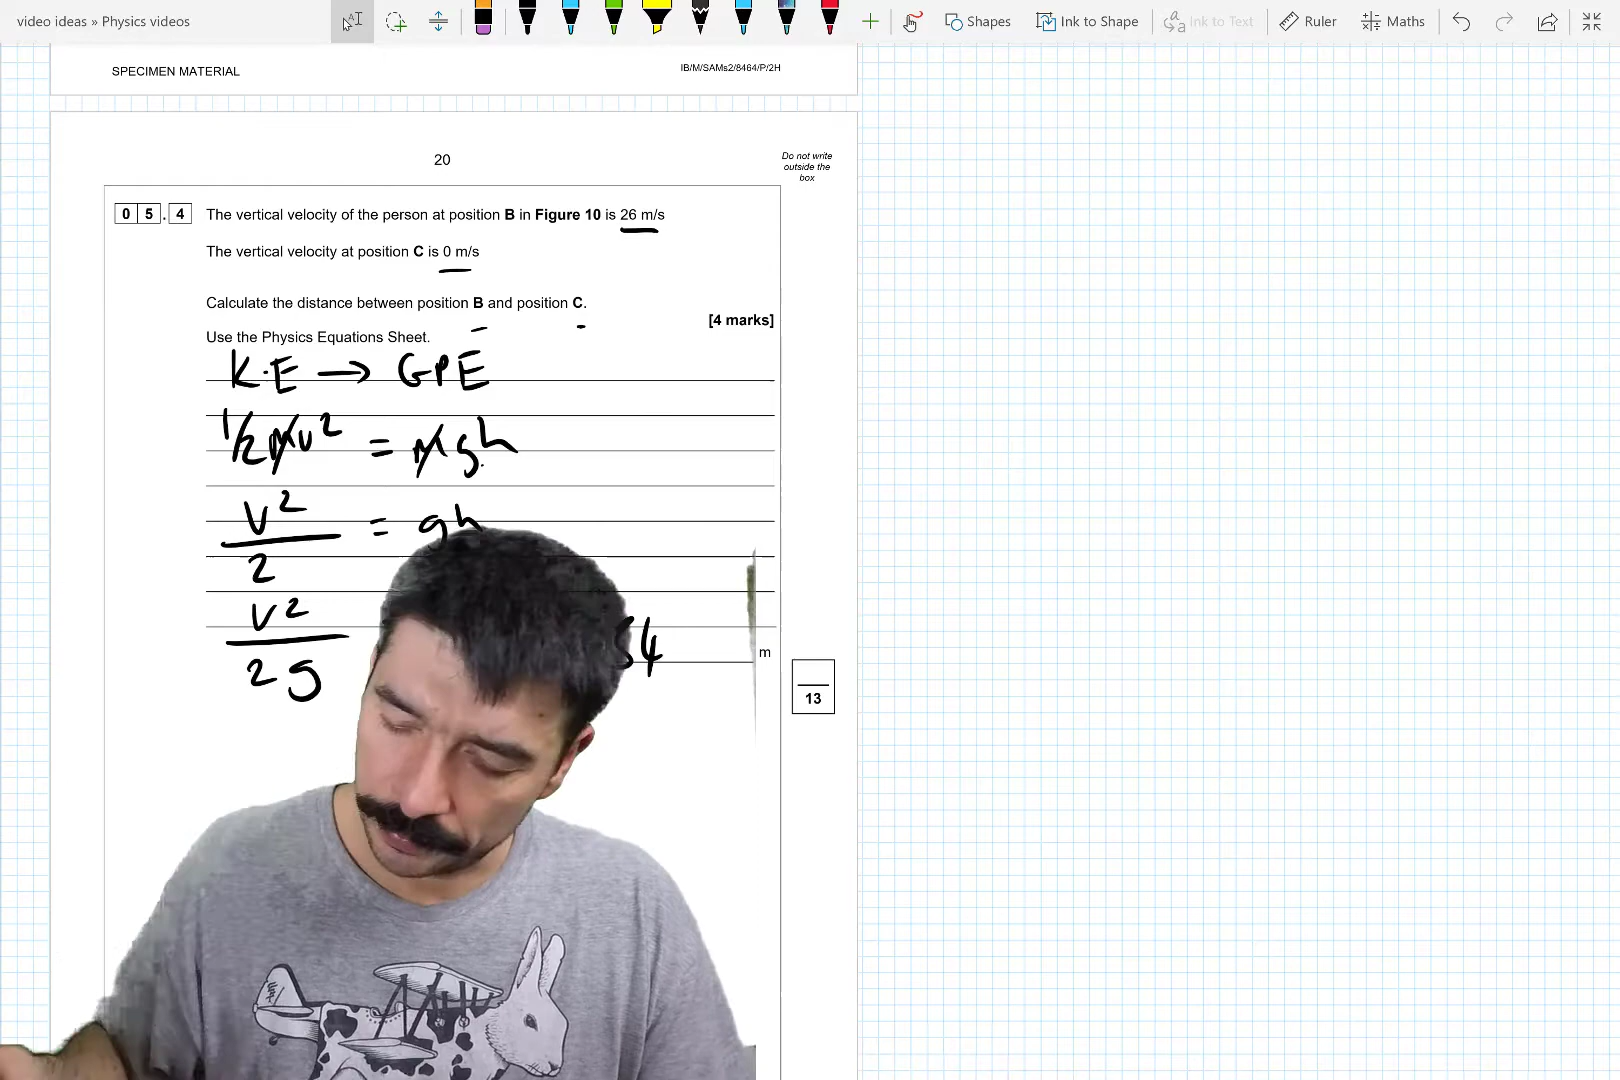 video ideas » Physics videos
Shapes
Ink to Shape
Ink to Text
Ruler
Maths
SPECIMEN MATERIAL
IB/M/SAMs2/8464/P/2H
20
Do not write
outside the
box
0 5 . 4
The vertical velocity of the person at position B in Figure 10 is 26 m/s
The vertical velocity at position C is 0 m/s
Calculate the distance between position B and position C.
[4 marks]
Use the Physics Equations Sheet.
K.E → GPE
1/2 mv² = mgh
v²/2 = gh
v²/2g
34
m
13